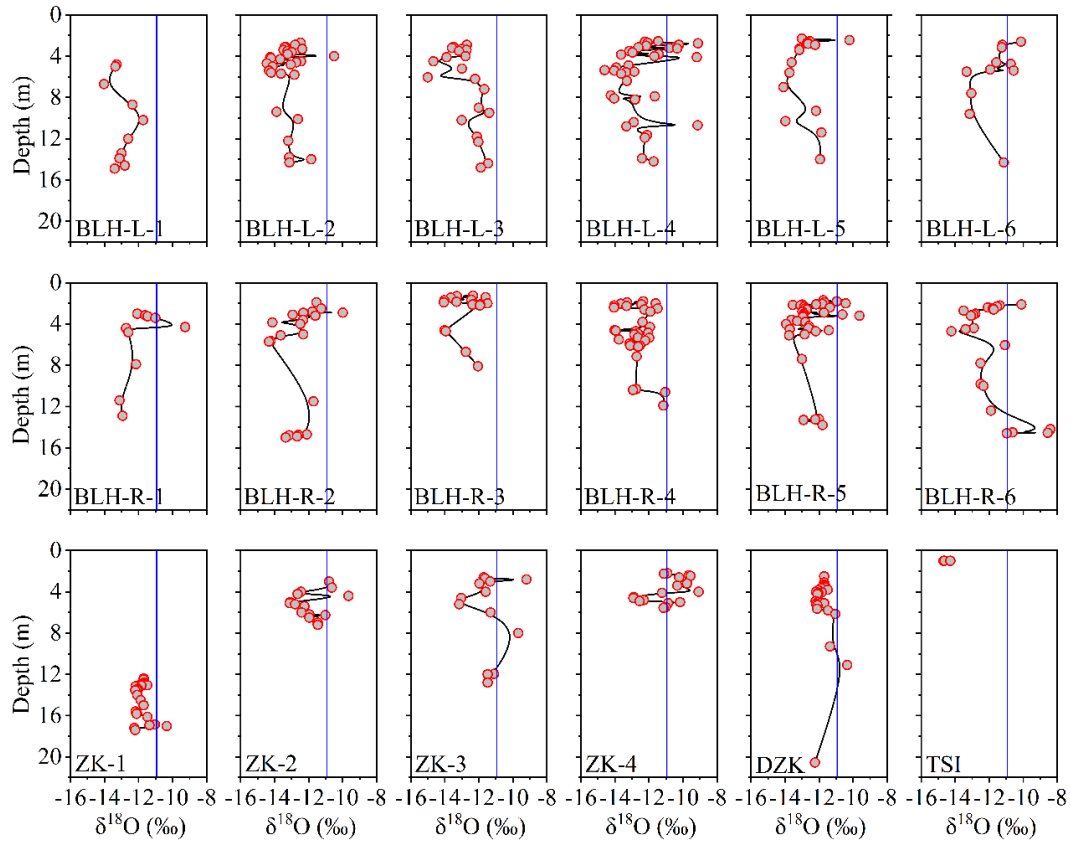 0
4
8
12
16
20
Depth (m)
BLH-L-1
BLH-L-2
BLH-L-3
BLH-L-4
BLH-L-5
BLH-L-6
0
4
8
12
16
20
Depth (m)
BLH-R-1
BLH-R-2
BLH-R-3
BLH-R-4
BLH-R-5
BLH-R-6
0
4
8
12
16
20
Depth (m)
ZK-1
ZK-2
ZK-3
ZK-4
DZK
TSI
-16 -14 -12 -10 -8 -16 -14 -12 -10 -8 -16 -14 -12 -10 -8 -16 -14 -12 -10 -8 -16 -14 -12 -10 -8 -16 -14 -12 -10 -8
δ¹⁸O (‰) δ¹⁸O (‰) δ¹⁸O (‰) δ¹⁸O (‰) δ¹⁸O (‰) δ¹⁸O (‰)